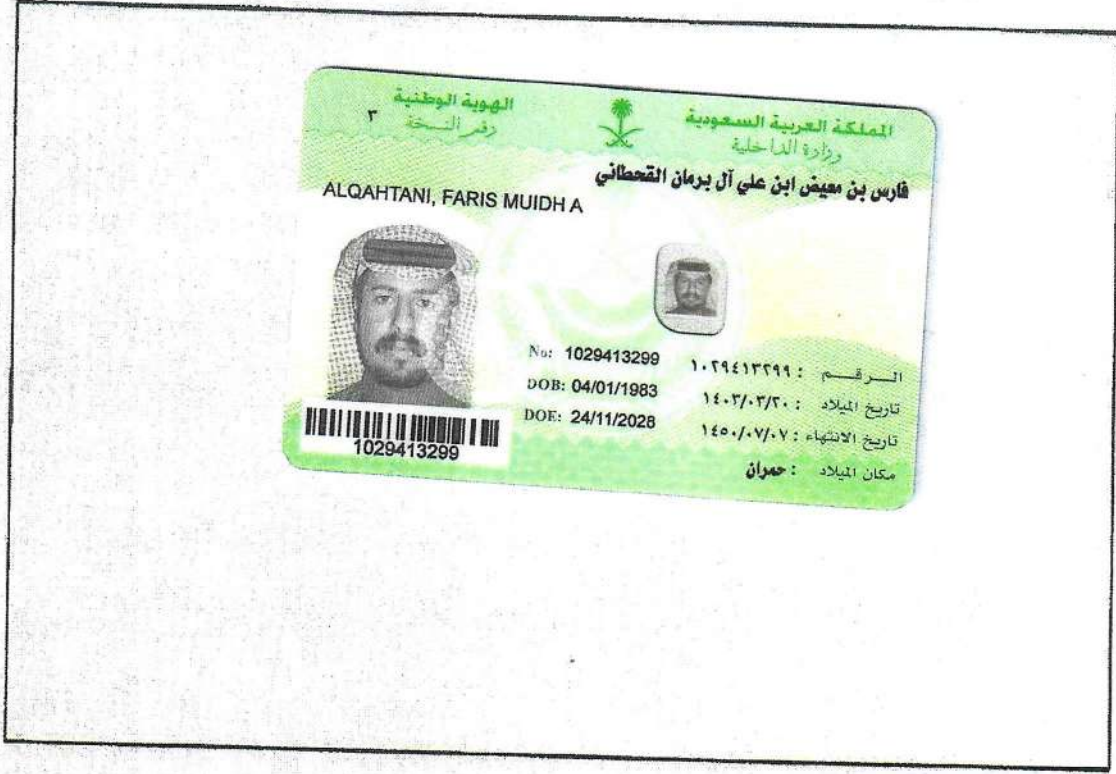 المملكة العربية السعودية
وزارة الداخلية
الهوية الوطنية
رقم النسخة ٣
فارس بن معيض ابن علي آل برمان القحطاني
ALQAHTANI, FARIS MUIDH A
No: 1029413299
الرقم : ١٠٢٩٤١٣٢٩٩
DOB: 04/01/1983
تاريخ الميلاد : ١٤٠٣/٠٣/٢٠
DOE: 24/11/2028
تاريخ الانتهاء : ١٤٥٠/٠٧/٠٧
مكان الميلاد : حمران
1029413299